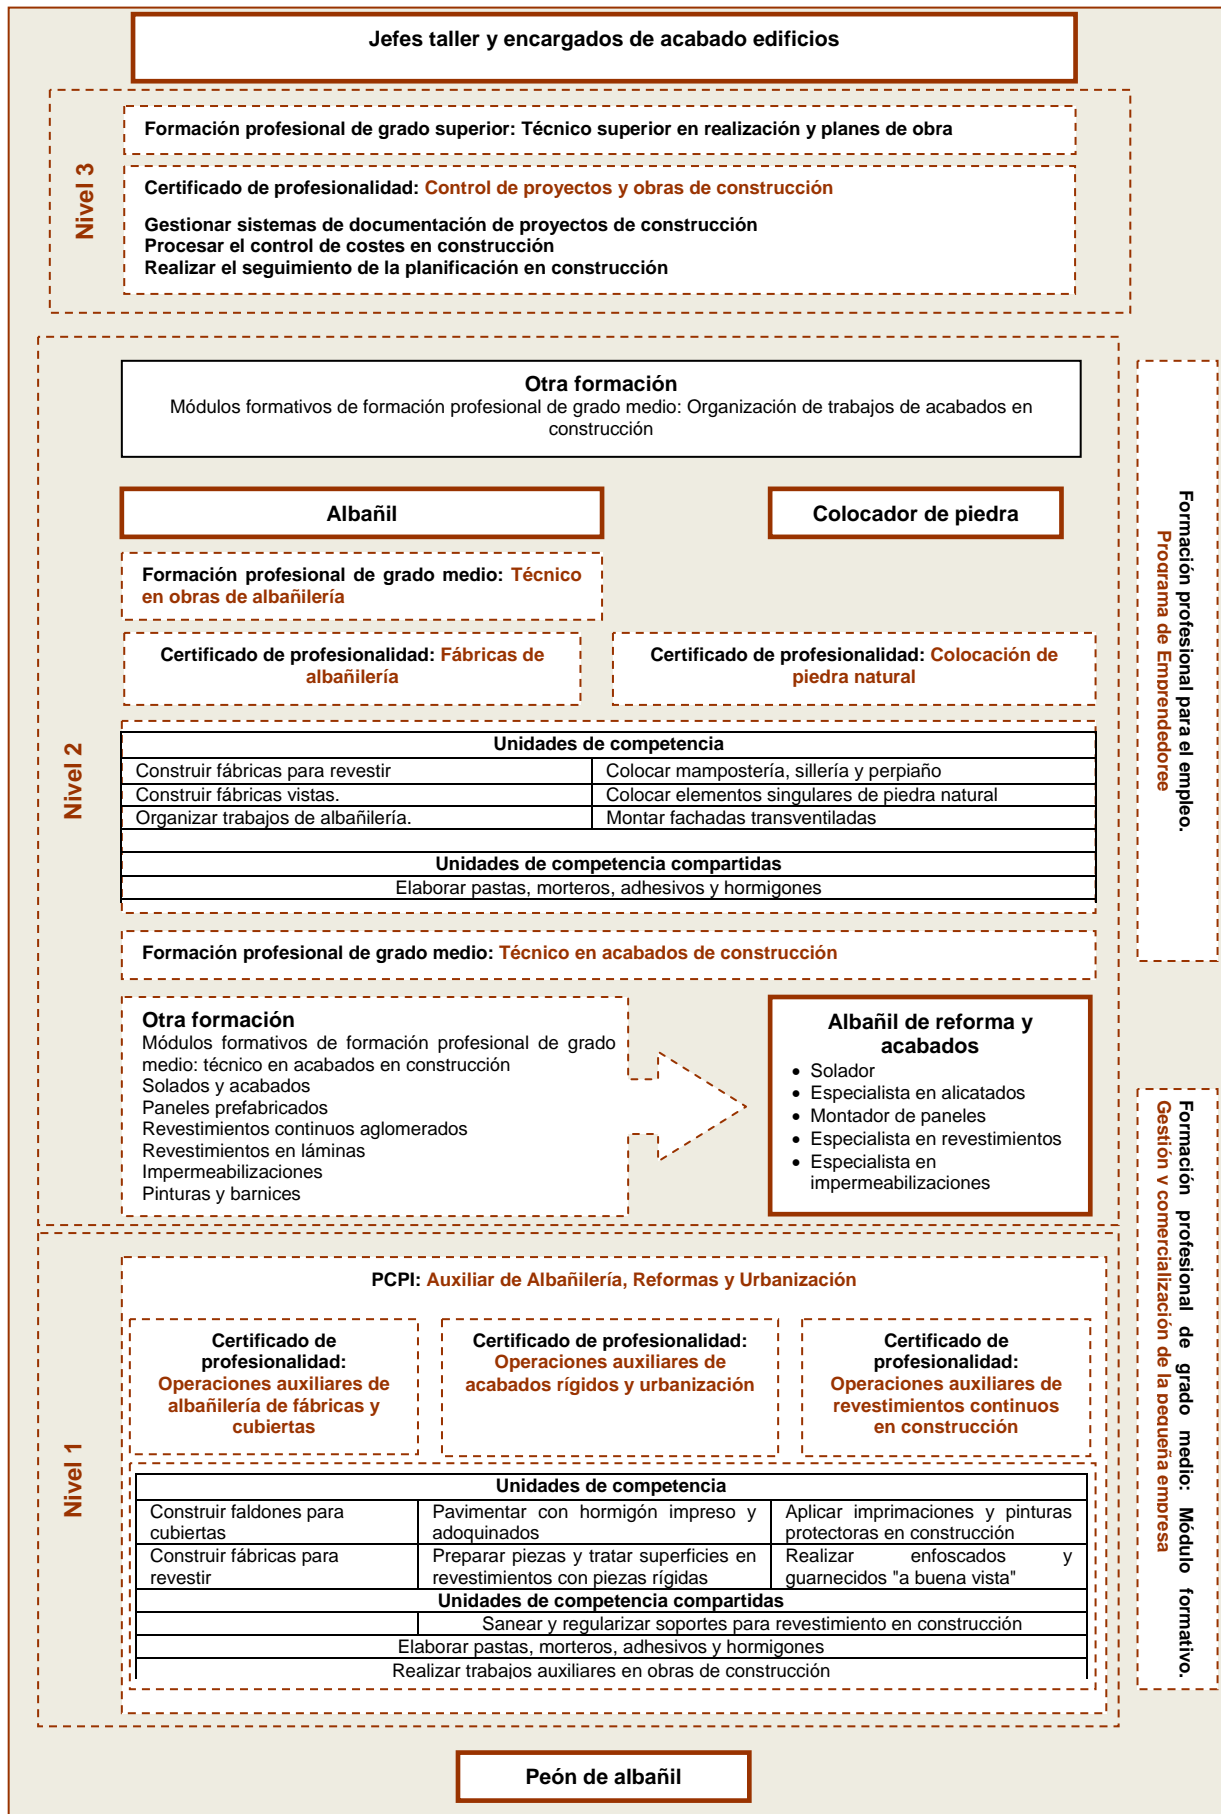 Jefes taller y encargados de acabado edificios
Nivel 3
Formación profesional de grado superior: Técnico superior en realización y planes de obra
Certificado de profesionalidad: Control de proyectos y obras de construcción
Gestionar sistemas de documentación de proyectos de construcción
Procesar el control de costes en construcción
Realizar el seguimiento de la planificación en construcción
Nivel 2
Otra formación
Módulos formativos de formación profesional de grado medio: Organización de trabajos de acabados en
construcción
Albañil
Colocador de piedra
Formación profesional de grado medio: Técnico
en obras de albañilería
Certificado de profesionalidad: Fábricas de
albañilería
Certificado de profesionalidad: Colocación de
piedra natural
Unidades de competencia
Construir fábricas para revestir
Colocar mampostería, sillería y perpiaño
Construir fábricas vistas.
Colocar elementos singulares de piedra natural
Organizar trabajos de albañilería.
Montar fachadas transventiladas
Unidades de competencia compartidas
Elaborar pastas, morteros, adhesivos y hormigones
Formación profesional de grado medio: Técnico en acabados de construcción
Otra formación
Módulos formativos de formación profesional de grado
medio: técnico en acabados en construcción
Solados y acabados
Paneles prefabricados
Revestimientos continuos aglomerados
Revestimientos en láminas
Impermeabilizaciones
Pinturas y barnices
Albañil de reforma y
acabados
• Solador
• Especialista en alicatados
• Montador de paneles
• Especialista en revestimientos
• Especialista en
impermeabilizaciones
Formación profesional para el empleo.
Programa de Emprendedoree
Formación profesional de grado medio: Módulo formativo.
Gestión y comercialización de la pequeña empresa
Nivel 1
PCPI: Auxiliar de Albañilería, Reformas y Urbanización
Certificado de
profesionalidad:
Operaciones auxiliares de
albañilería de fábricas y
cubiertas
Certificado de profesionalidad:
Operaciones auxiliares de
acabados rígidos y urbanización
Certificado de
profesionalidad:
Operaciones auxiliares de
revestimientos continuos
en construcción
Unidades de competencia
Construir faldones para
cubiertas
Pavimentar con hormigón impreso y
adoquinados
Aplicar imprimaciones y pinturas
protectoras en construcción
Construir fábricas para
revestir
Preparar piezas y tratar superficies en
revestimientos con piezas rígidas
Realizar enfoscados y
guarnecidos "a buena vista"
Unidades de competencia compartidas
Sanear y regularizar soportes para revestimiento en construcción
Elaborar pastas, morteros, adhesivos y hormigones
Realizar trabajos auxiliares en obras de construcción
Peón de albañil